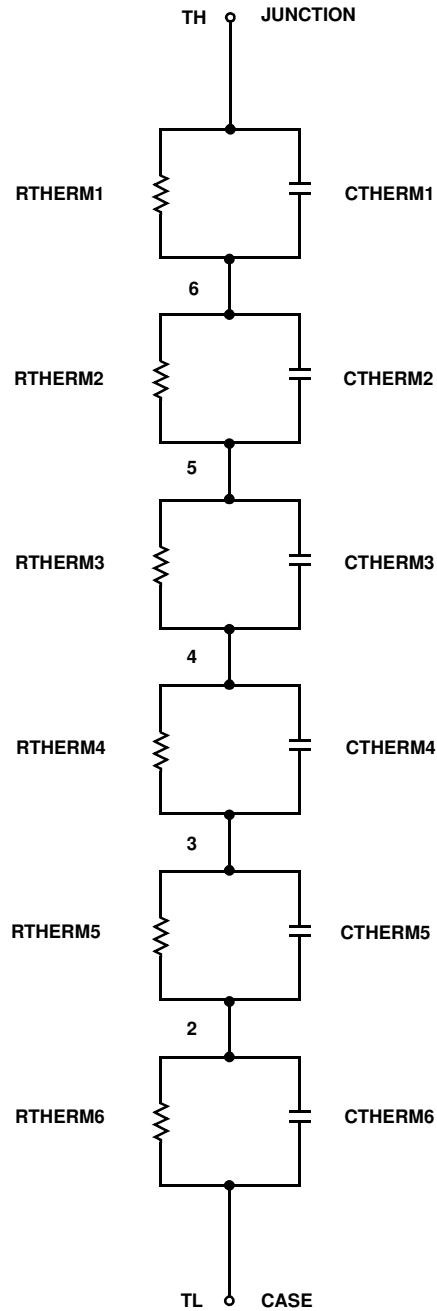 TH JUNCTION
RTHERM1 CTHERM1
6
RTHERM2 CTHERM2
5
RTHERM3 CTHERM3
4
RTHERM4 CTHERM4
3
RTHERM5 CTHERM5
2
RTHERM6 CTHERM6
TL CASE